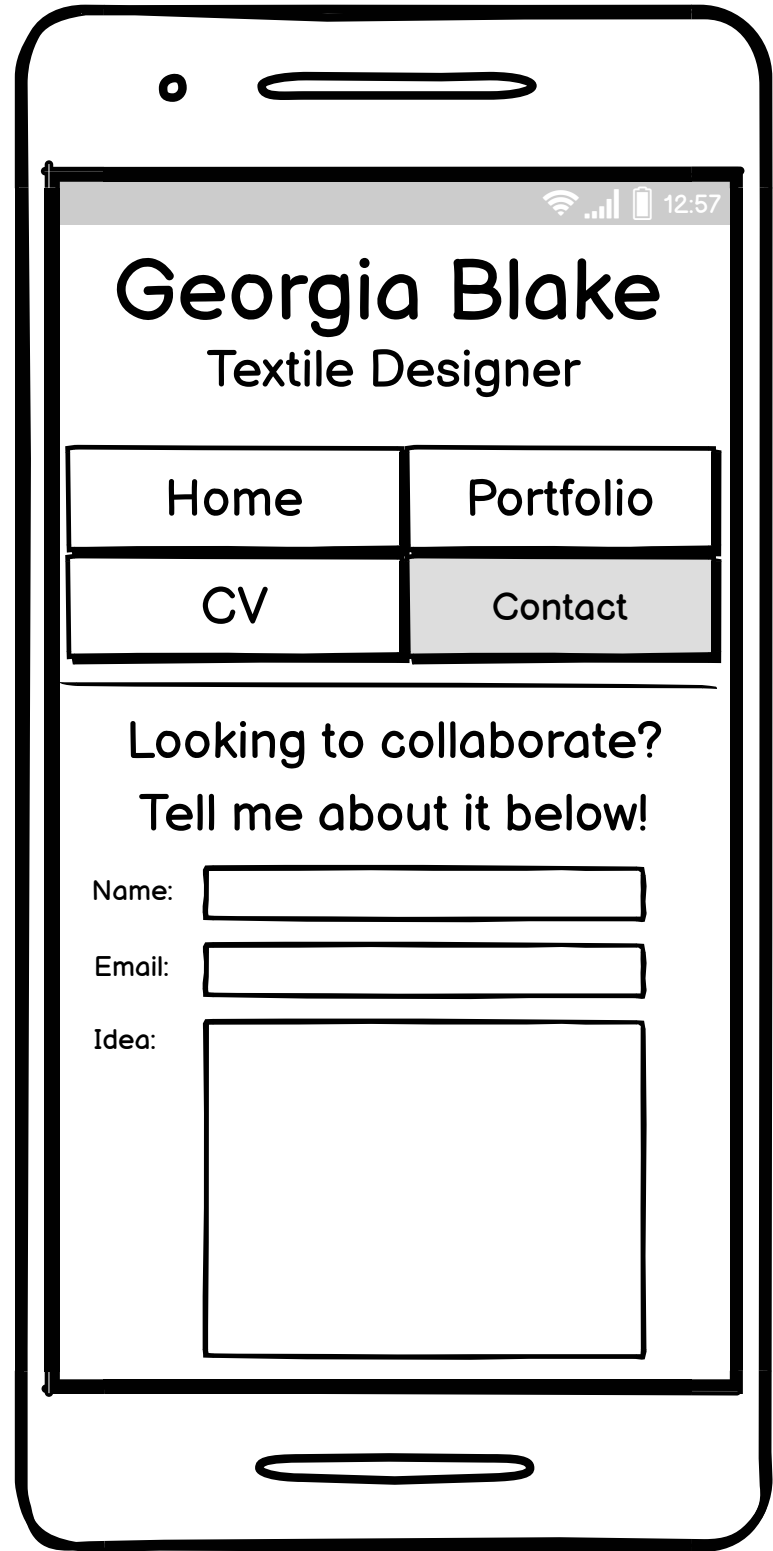 12:57
Georgia Blake
Textile Designer
Home Portfolio
CV Contact
Looking to collaborate?
Tell me about it below!
Name:
Email:
Idea: